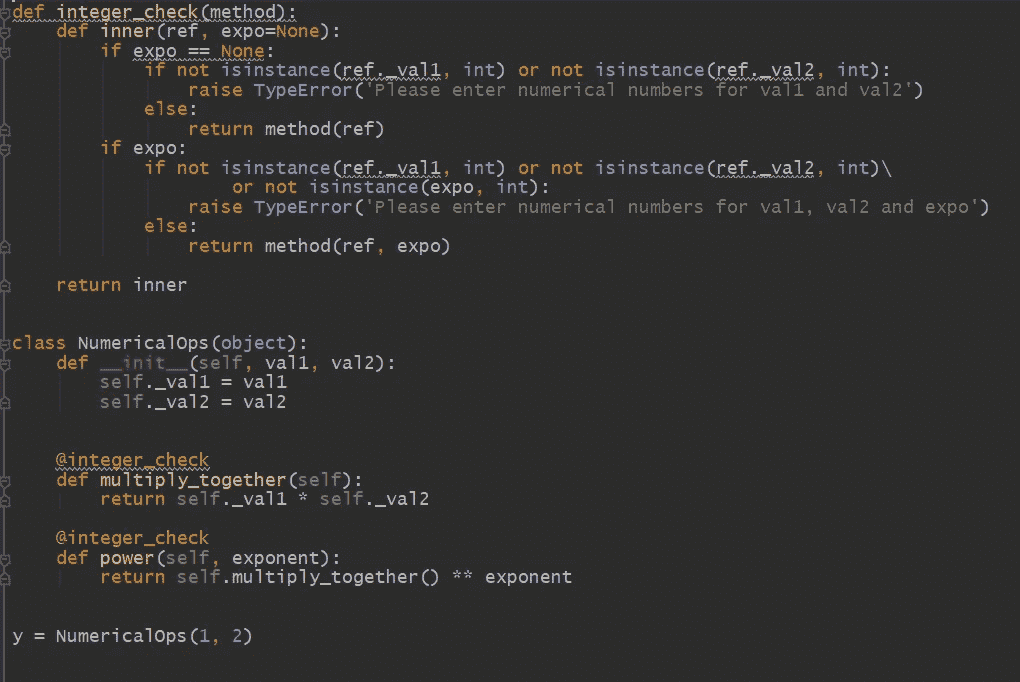 def integer_check(method):
    def inner(ref, expo=None):
        if expo == None:
            if not isinstance(ref._val1, int) or not isinstance(ref._val2, int):
                raise TypeError('Please enter numerical numbers for val1 and val2')
            else:
                return method(ref)
        if expo:
            if not isinstance(ref._val1, int) or not isinstance(ref._val2, int)\
                    or not isinstance(expo, int):
                raise TypeError('Please enter numerical numbers for val1, val2 and expo')
            else:
                return method(ref, expo)
    return inner
class NumericalOps(object):
    def __init__(self, val1, val2):
        self._val1 = val1
        self._val2 = val2
    @integer_check
    def multiply_together(self):
        return self._val1 * self._val2
    @integer_check
    def power(self, exponent):
        return self.multiply_together() ** exponent
y = NumericalOps(1, 2)